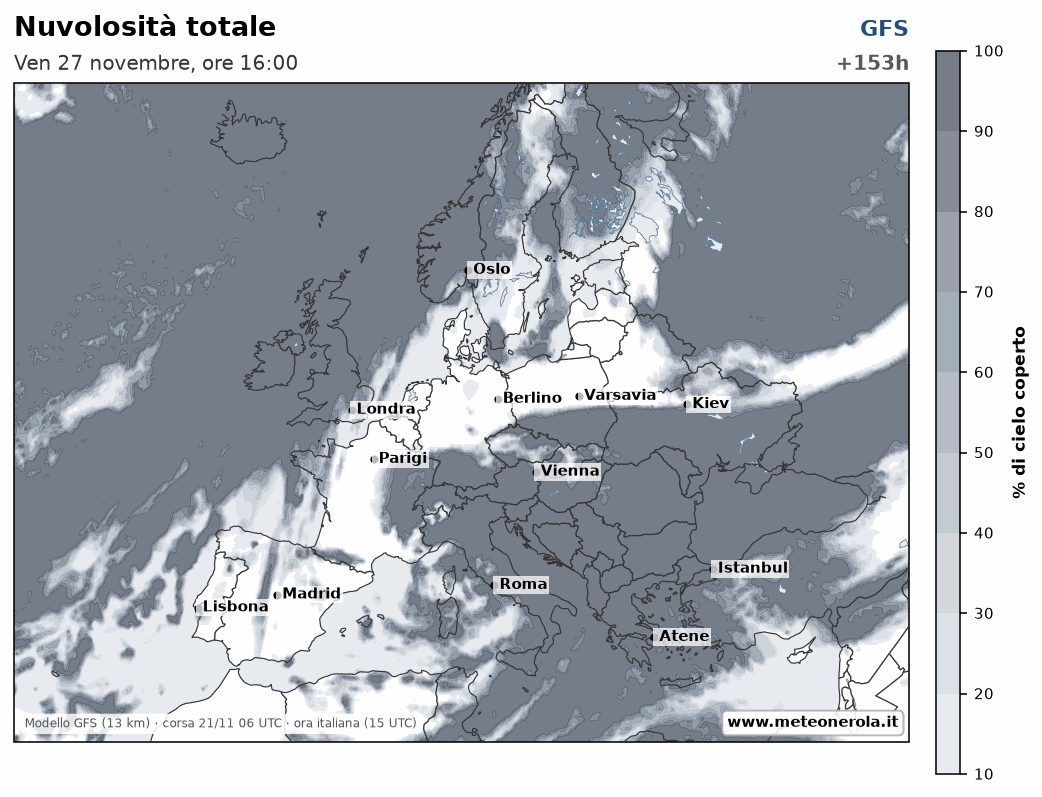 Nuvolosità totale
GFS
Ven 27 novembre, ore 16:00
+153h
100
90
80
70
60
50
40
30
20
10
% di cielo coperto
Oslo
Londra
Berlino
Varsavia
Kiev
Parigi
Vienna
Istanbul
Roma
Madrid
Lisbona
Atene
Modello GFS (13 km) · corsa 21/11 06 UTC · ora italiana (15 UTC)
www.meteonerola.it